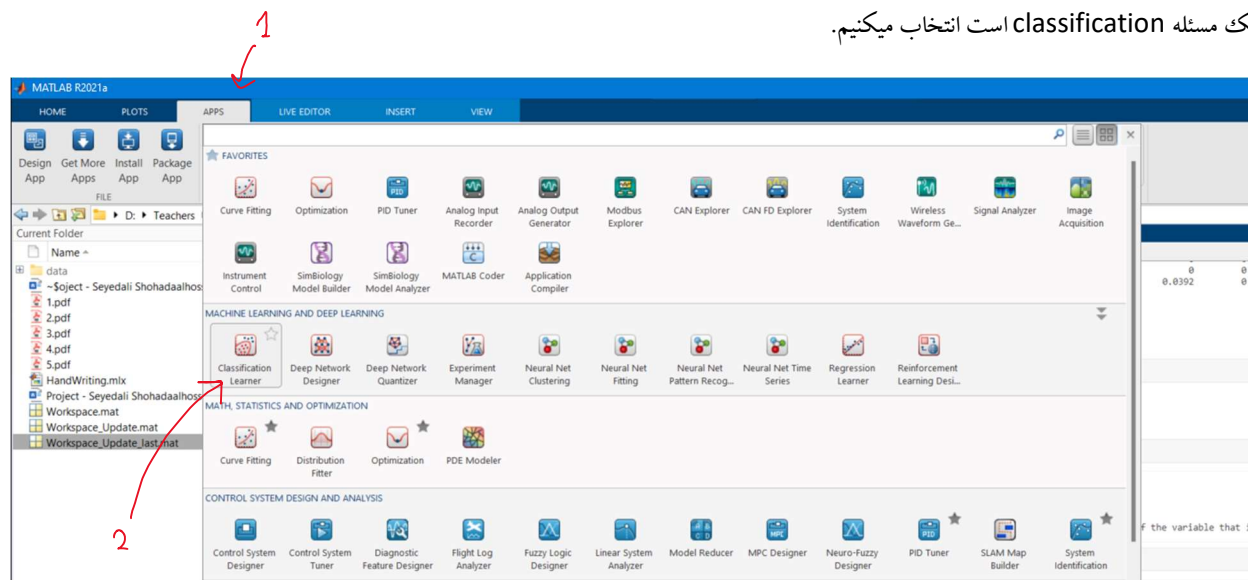 1
ک مسئله classification است انتخاب میکنیم.
MATLAB R2021a
HOME PLOTS APPS LIVE EDITOR INSERT VIEW
Design App
Get More Apps
Install App
Package App
FILE
D: Teachers
Current Folder
Name
data
~$oject - Seyedali Shohadaalhos
1.pdf
2.pdf
3.pdf
4.pdf
5.pdf
HandWriting.mlx
Project - Seyedali Shohadaalhoss
Workspace.mat
Workspace_Update.mat
Workspace_Update_last.mat
2
FAVORITES
Curve Fitting
Optimization
PID Tuner
Analog Input Recorder
Analog Output Generator
Modbus Explorer
CAN Explorer
CAN FD Explorer
System Identification
Wireless Waveform Ge...
Signal Analyzer
Image Acquisition
Instrument Control
SimBiology Model Builder
SimBiology Model Analyzer
MATLAB Coder
Application Compiler
MACHINE LEARNING AND DEEP LEARNING
Classification Learner
Deep Network Designer
Deep Network Quantizer
Experiment Manager
Neural Net Clustering
Neural Net Fitting
Neural Net Pattern Recog...
Neural Net Time Series
Regression Learner
Reinforcement Learning Desi...
MATH, STATISTICS AND OPTIMIZATION
Curve Fitting
Distribution Fitter
Optimization
PDE Modeler
CONTROL SYSTEM DESIGN AND ANALYSIS
Control System Designer
Control System Tuner
Diagnostic Feature Designer
Flight Log Analyzer
Fuzzy Logic Designer
Linear System Analyzer
Model Reducer
MPC Designer
Neuro-Fuzzy Designer
PID Tuner
SLAM Map Builder
System Identification
0 0
0.0392 0
f the variable that i